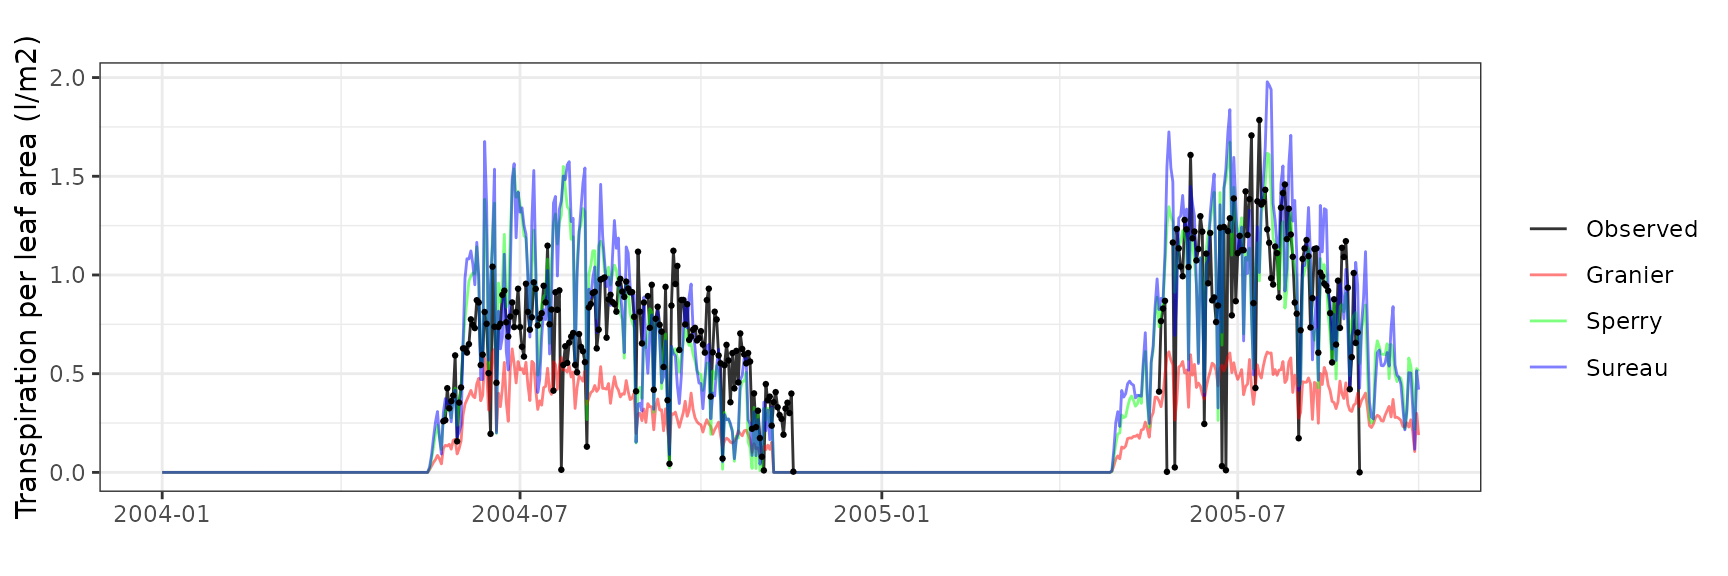 Transpiration per leaf area (l/m2)
2.0
1.5
1.0
0.5
0.0
2004-01
2004-07
2005-01
2005-07
Observed
Granier
Sperry
Sureau